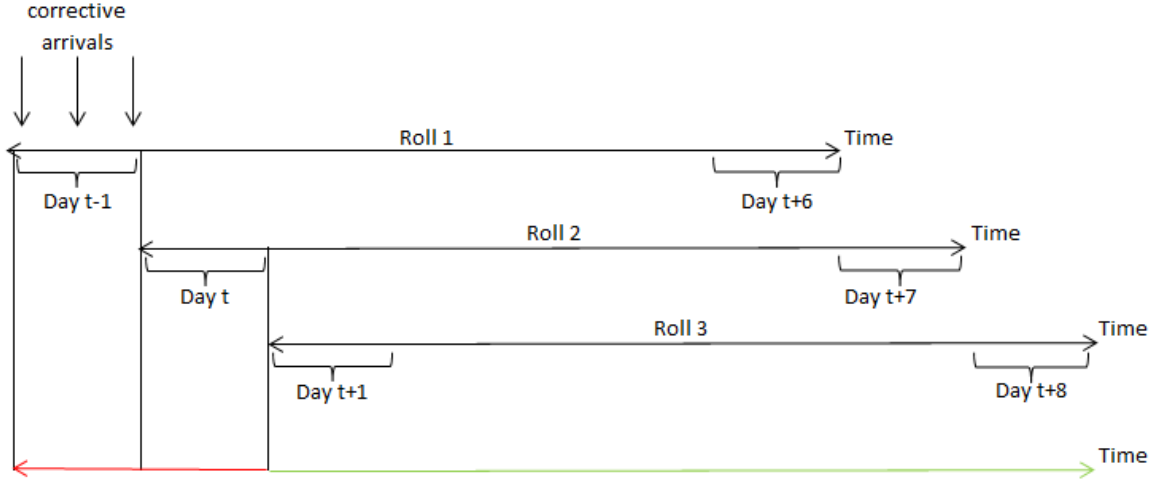 corrective
arrivals
Roll 1
Time
Day t-1
Day t+6
Roll 2
Time
Day t
Day t+7
Roll 3
Time
Day t+1
Day t+8
Time